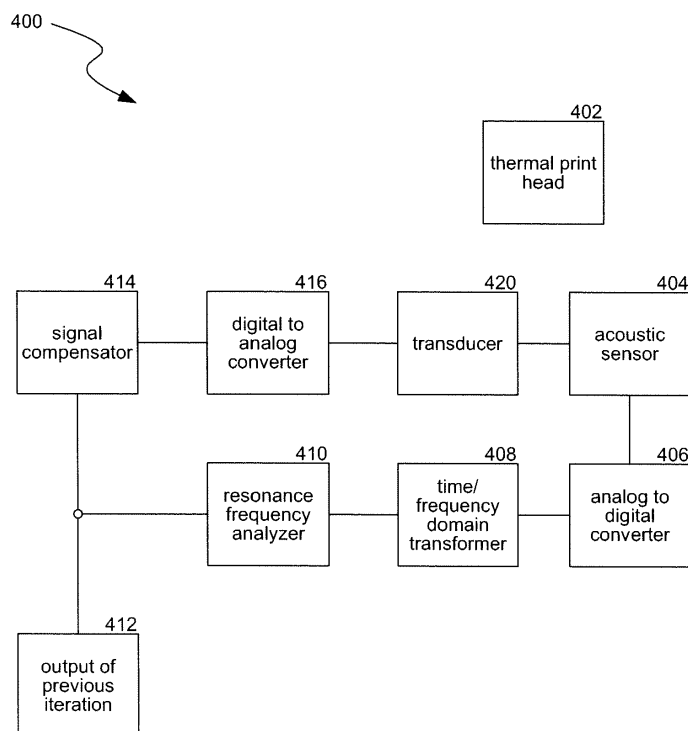 400
402
thermal print
head
414
signal
compensator
416
digital to
analog
converter
420
transducer
404
acoustic
sensor
410
resonance
frequency
analyzer
408
time/
frequency
domain
transformer
406
analog to
digital
converter
412
output of
previous
iteration